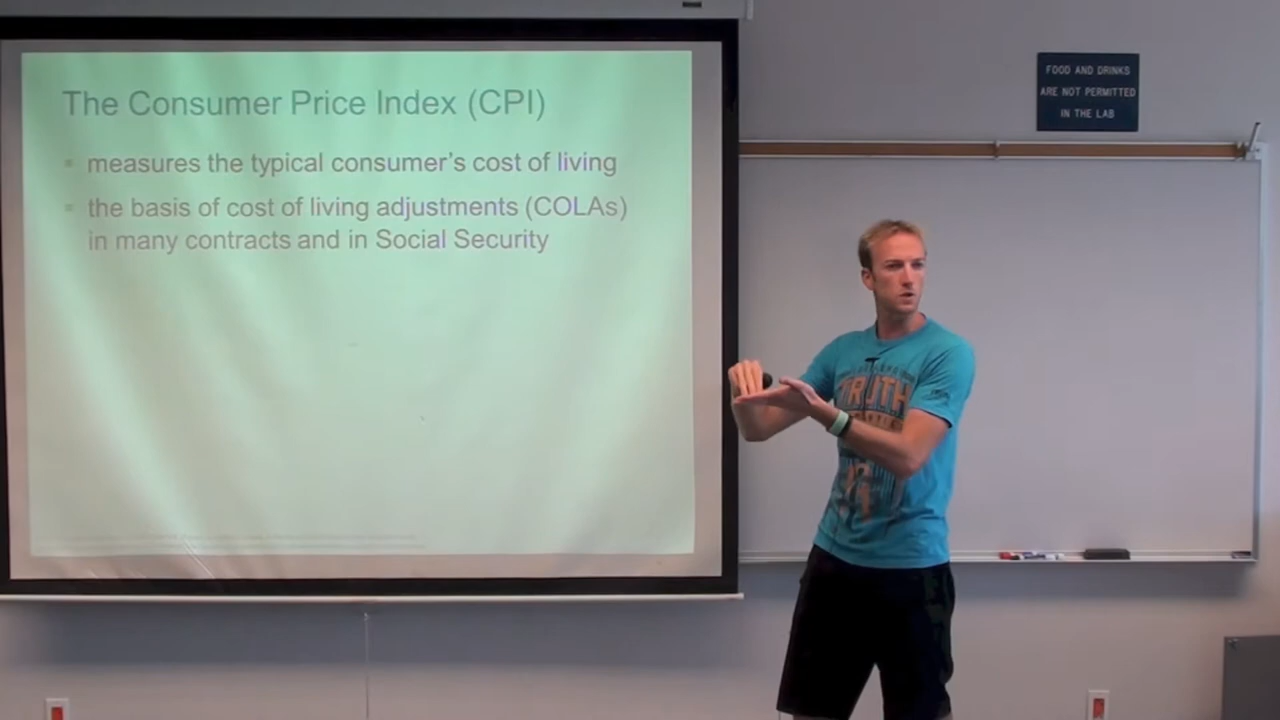 The Consumer Price Index (CPI)
measures the typical consumer's cost of living
the basis of cost of living adjustments (COLAs)
in many contracts and in Social Security
FOOD AND DRINKS
ARE NOT PERMITTED
IN THE LAB
TRUTH